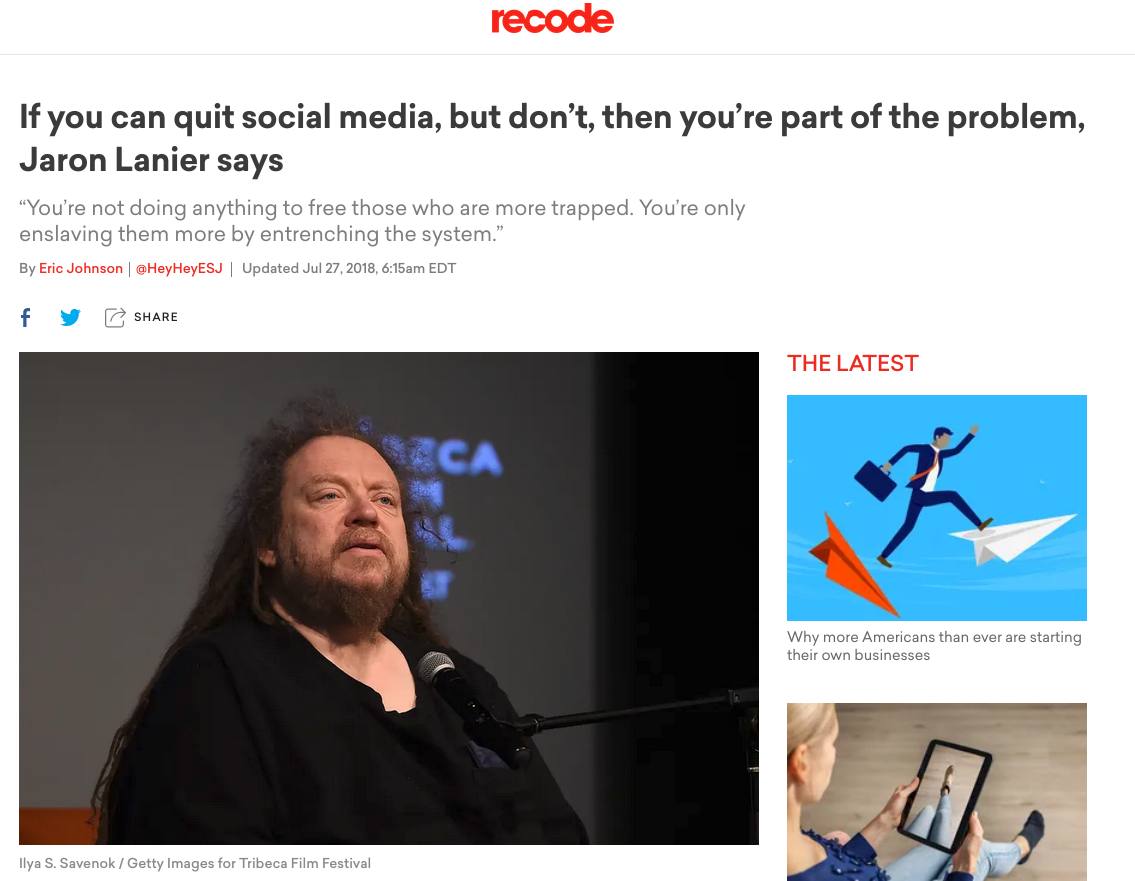 recode
If you can quit social media, but don’t, then you’re part of the problem,
Jaron Lanier says
“You’re not doing anything to free those who are more trapped. You’re only
enslaving them more by entrenching the system.”
By Eric Johnson | @HeyHeyESJ | Updated Jul 27, 2018, 6:15am EDT
SHARE
THE LATEST
CA
Why more Americans than ever are starting
their own businesses
Ilya S. Savenok / Getty Images for Tribeca Film Festival